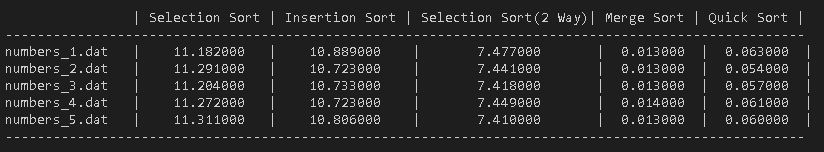 | Selection Sort | Insertion Sort | Selection Sort(2 Way)| Merge Sort | Quick Sort |
--------------------------------------------------------------------------------
numbers_1.dat | 11.182000 | 10.889000 | 7.477000 | 0.013000 | 0.063000 |
numbers_2.dat | 11.291000 | 10.723000 | 7.441000 | 0.013000 | 0.054000 |
numbers_3.dat | 11.204000 | 10.733000 | 7.418000 | 0.013000 | 0.057000 |
numbers_4.dat | 11.272000 | 10.723000 | 7.449000 | 0.014000 | 0.061000 |
numbers_5.dat | 11.311000 | 10.806000 | 7.410000 | 0.013000 | 0.060000 |
--------------------------------------------------------------------------------